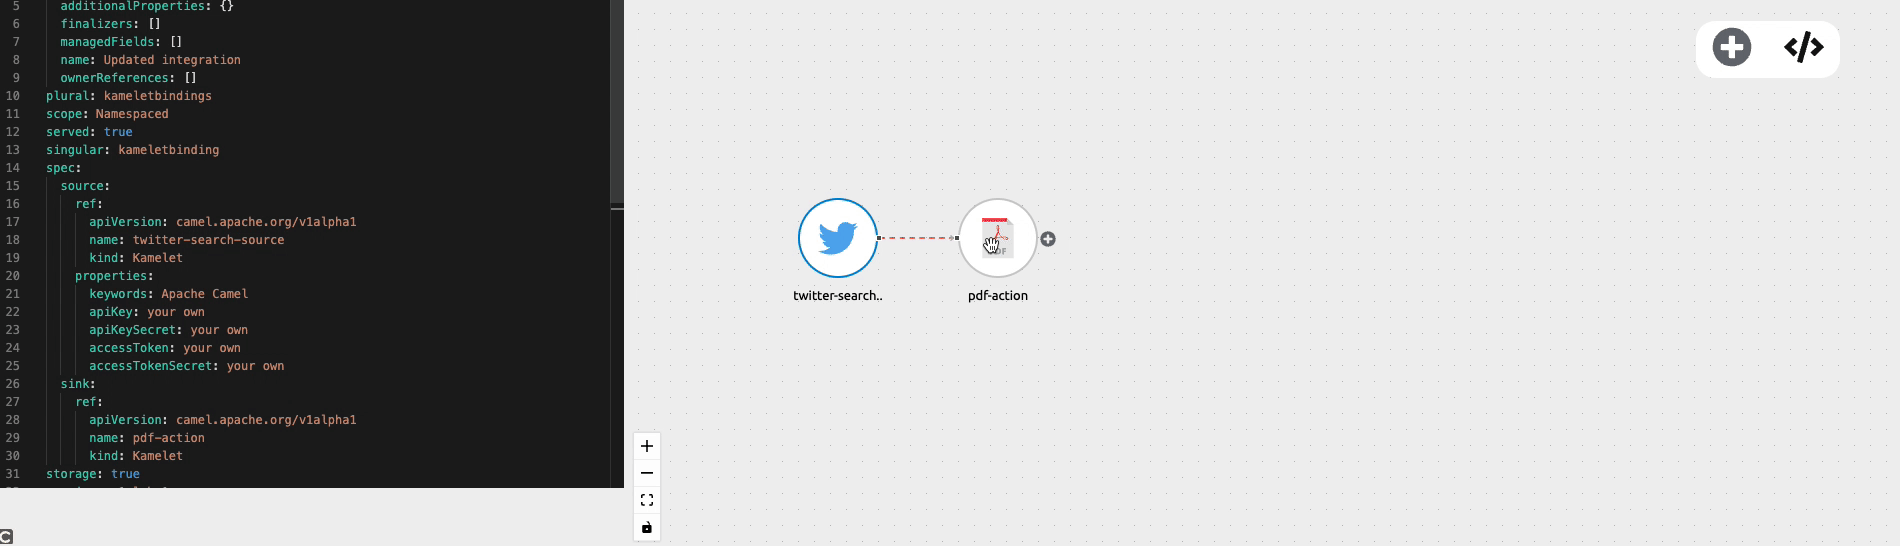 5 additionalProperties: {}
6 finalizers: []
7 managedFields: []
8 name: Updated integration
9 ownerReferences: []
10 plural: kameletbindings
11 scope: Namespaced
12 served: true
13 singular: kameletbinding
14 spec:
15 source:
16 ref:
17 apiVersion: camel.apache.org/v1alpha1
18 name: twitter-search-source
19 kind: Kamelet
20 properties:
21 keywords: Apache Camel
22 apiKey: your own
23 apiKeySecret: your own
24 accessToken: your own
25 accessTokenSecret: your own
26 sink:
27 ref:
28 apiVersion: camel.apache.org/v1alpha1
29 name: pdf-action
30 kind: Kamelet
31 storage: true
twitter-search..
pdf-action
C